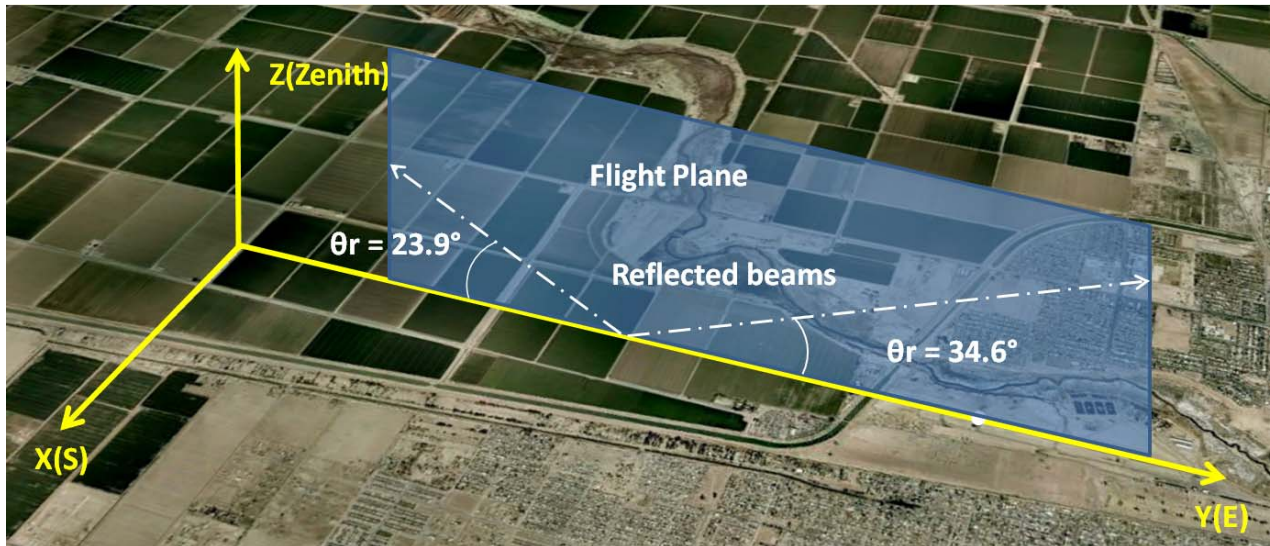 Z(Zenith)
Flight Plane
θr = 23.9°
Reflected beams
θr = 34.6°
X(S)
Y(E)